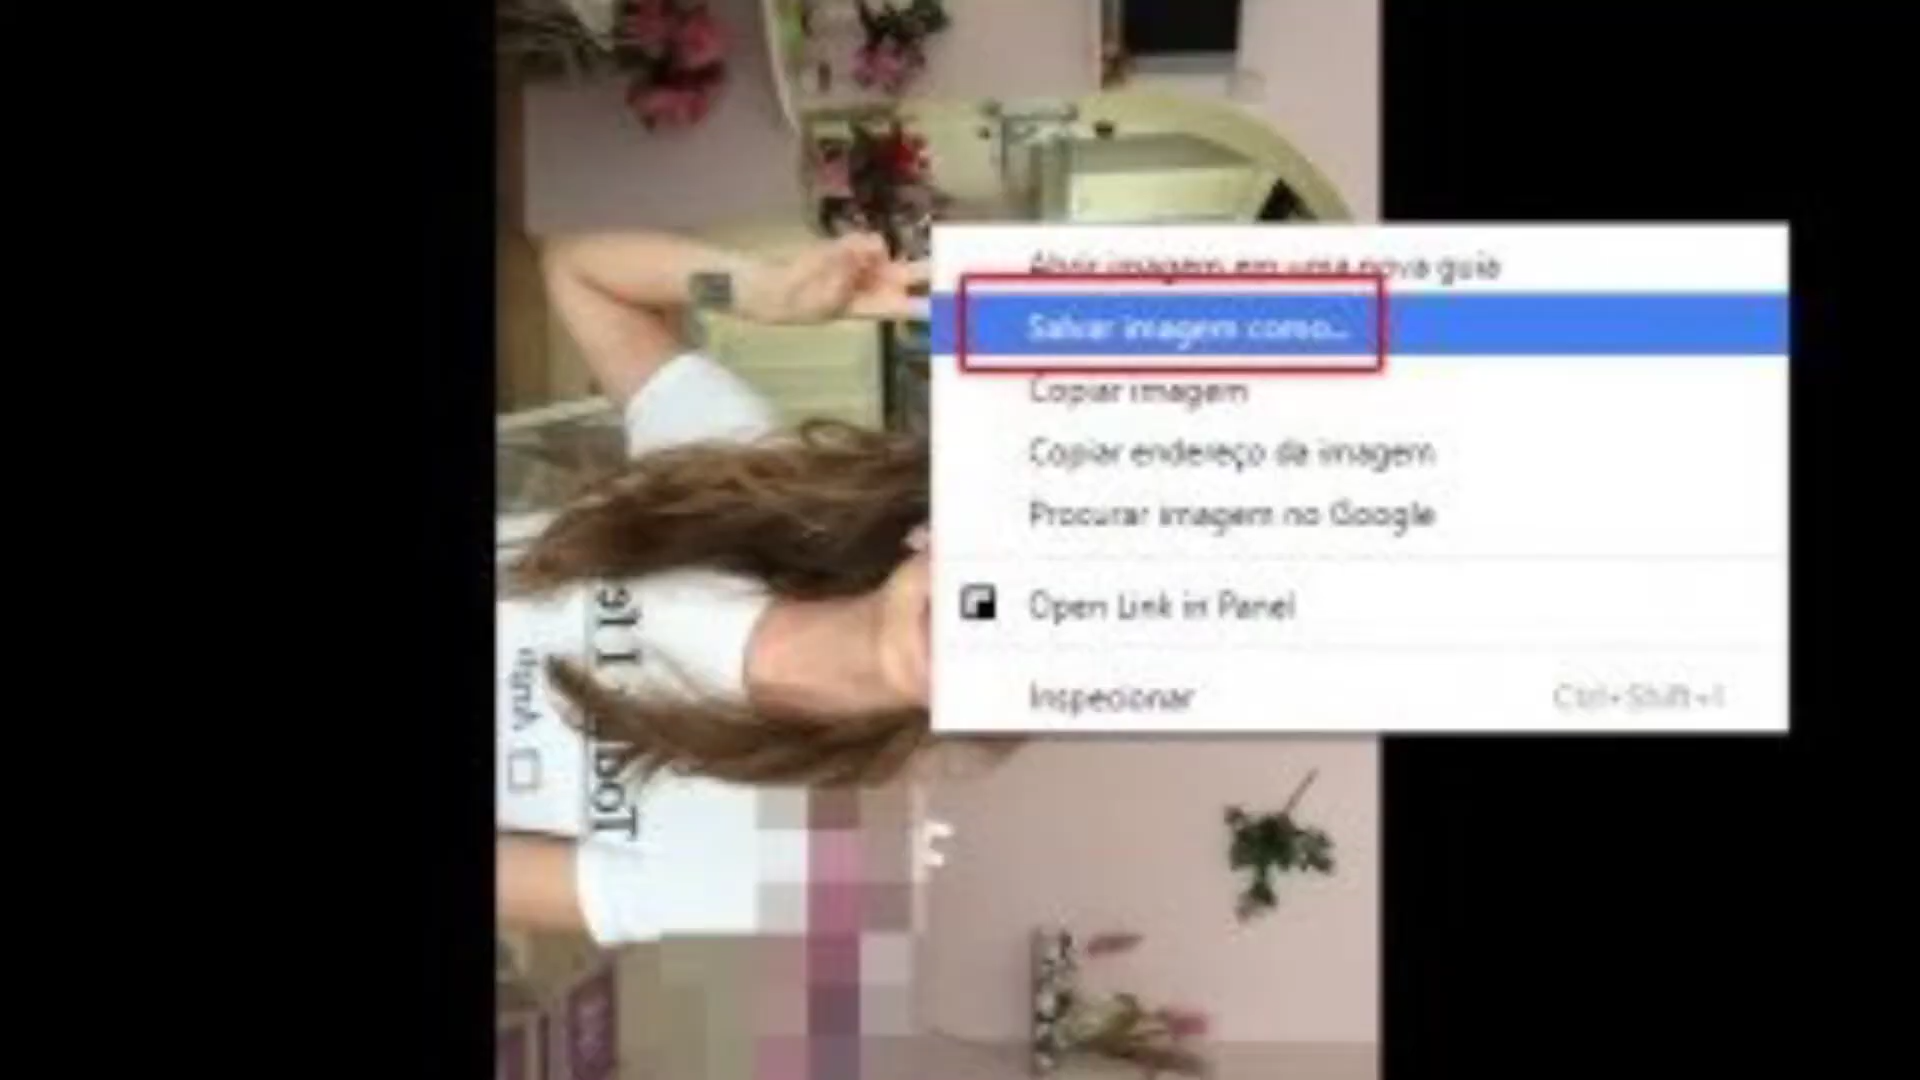 Abrir imagem em uma nova guia
Salvar imagem como...
Copiar imagem
Copiar endereço da imagem
Procurar imagem no Google
Open Link in Panel
Inspecionar Ctrl+Shift+I